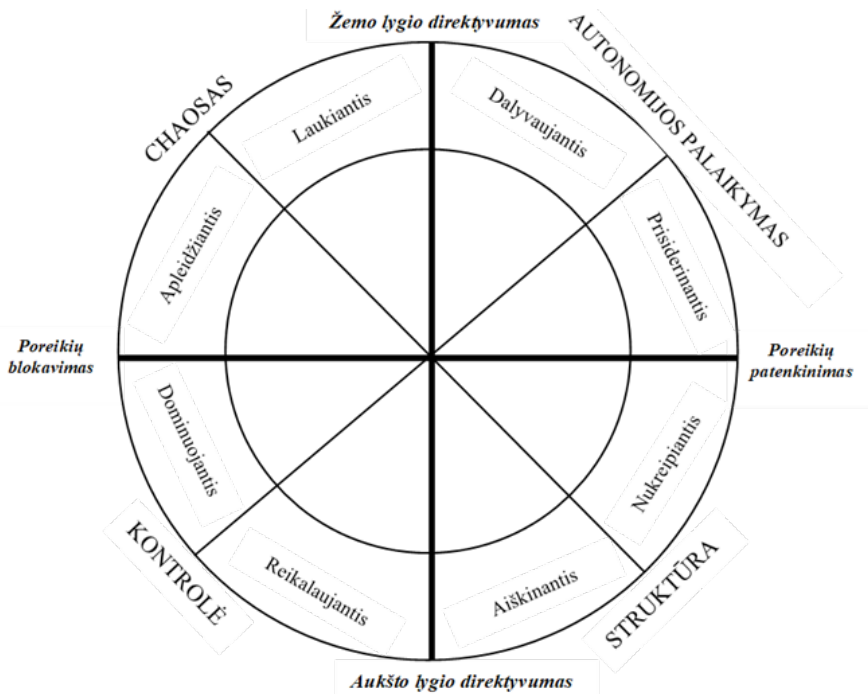 Žemo lygio direktyvumas
CHAOSAS
AUTONOMIJOS PALAIKYMAS
Laukiantis
Dalyvaujantis
Apleidžiantis
Prisiderinantis
Poreikių
blokavimas
Poreikių
patenkinimas
Dominuojantis
Nukreipiantis
KONTROLĖ
Reikalaujantis
Aiškinantis
STRUKTŪRA
Aukšto lygio direktyvumas